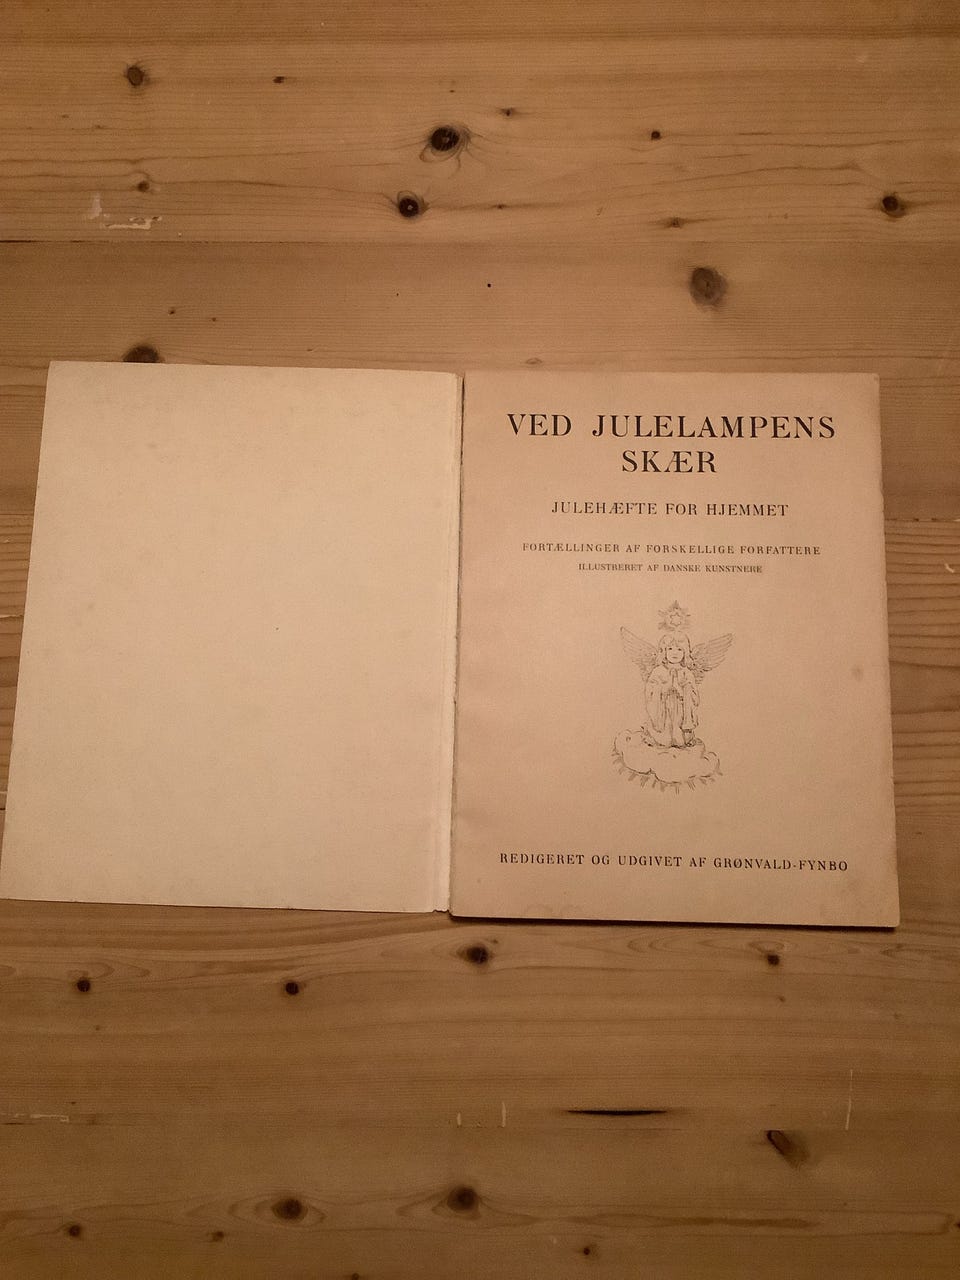 VED JULELAMPENS
SKÆR
JULEHÆFTE FOR HJEMMET
FORTÆLLINGER AF FORSKELLIGE FORFATTERE
ILLUSTRERET AF DANSKE KUNSTNERE
REDIGERET OG UDGIVET AF GRØNVALD-FYNBO